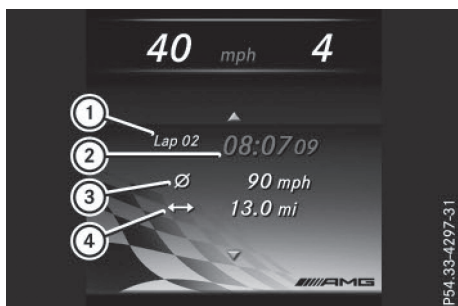 40 mph 4
1
Lap 02 08:07 09
2
3
Ø 90 mph
↔ 13.0 mi
4
AMG
P54.33-4297-31